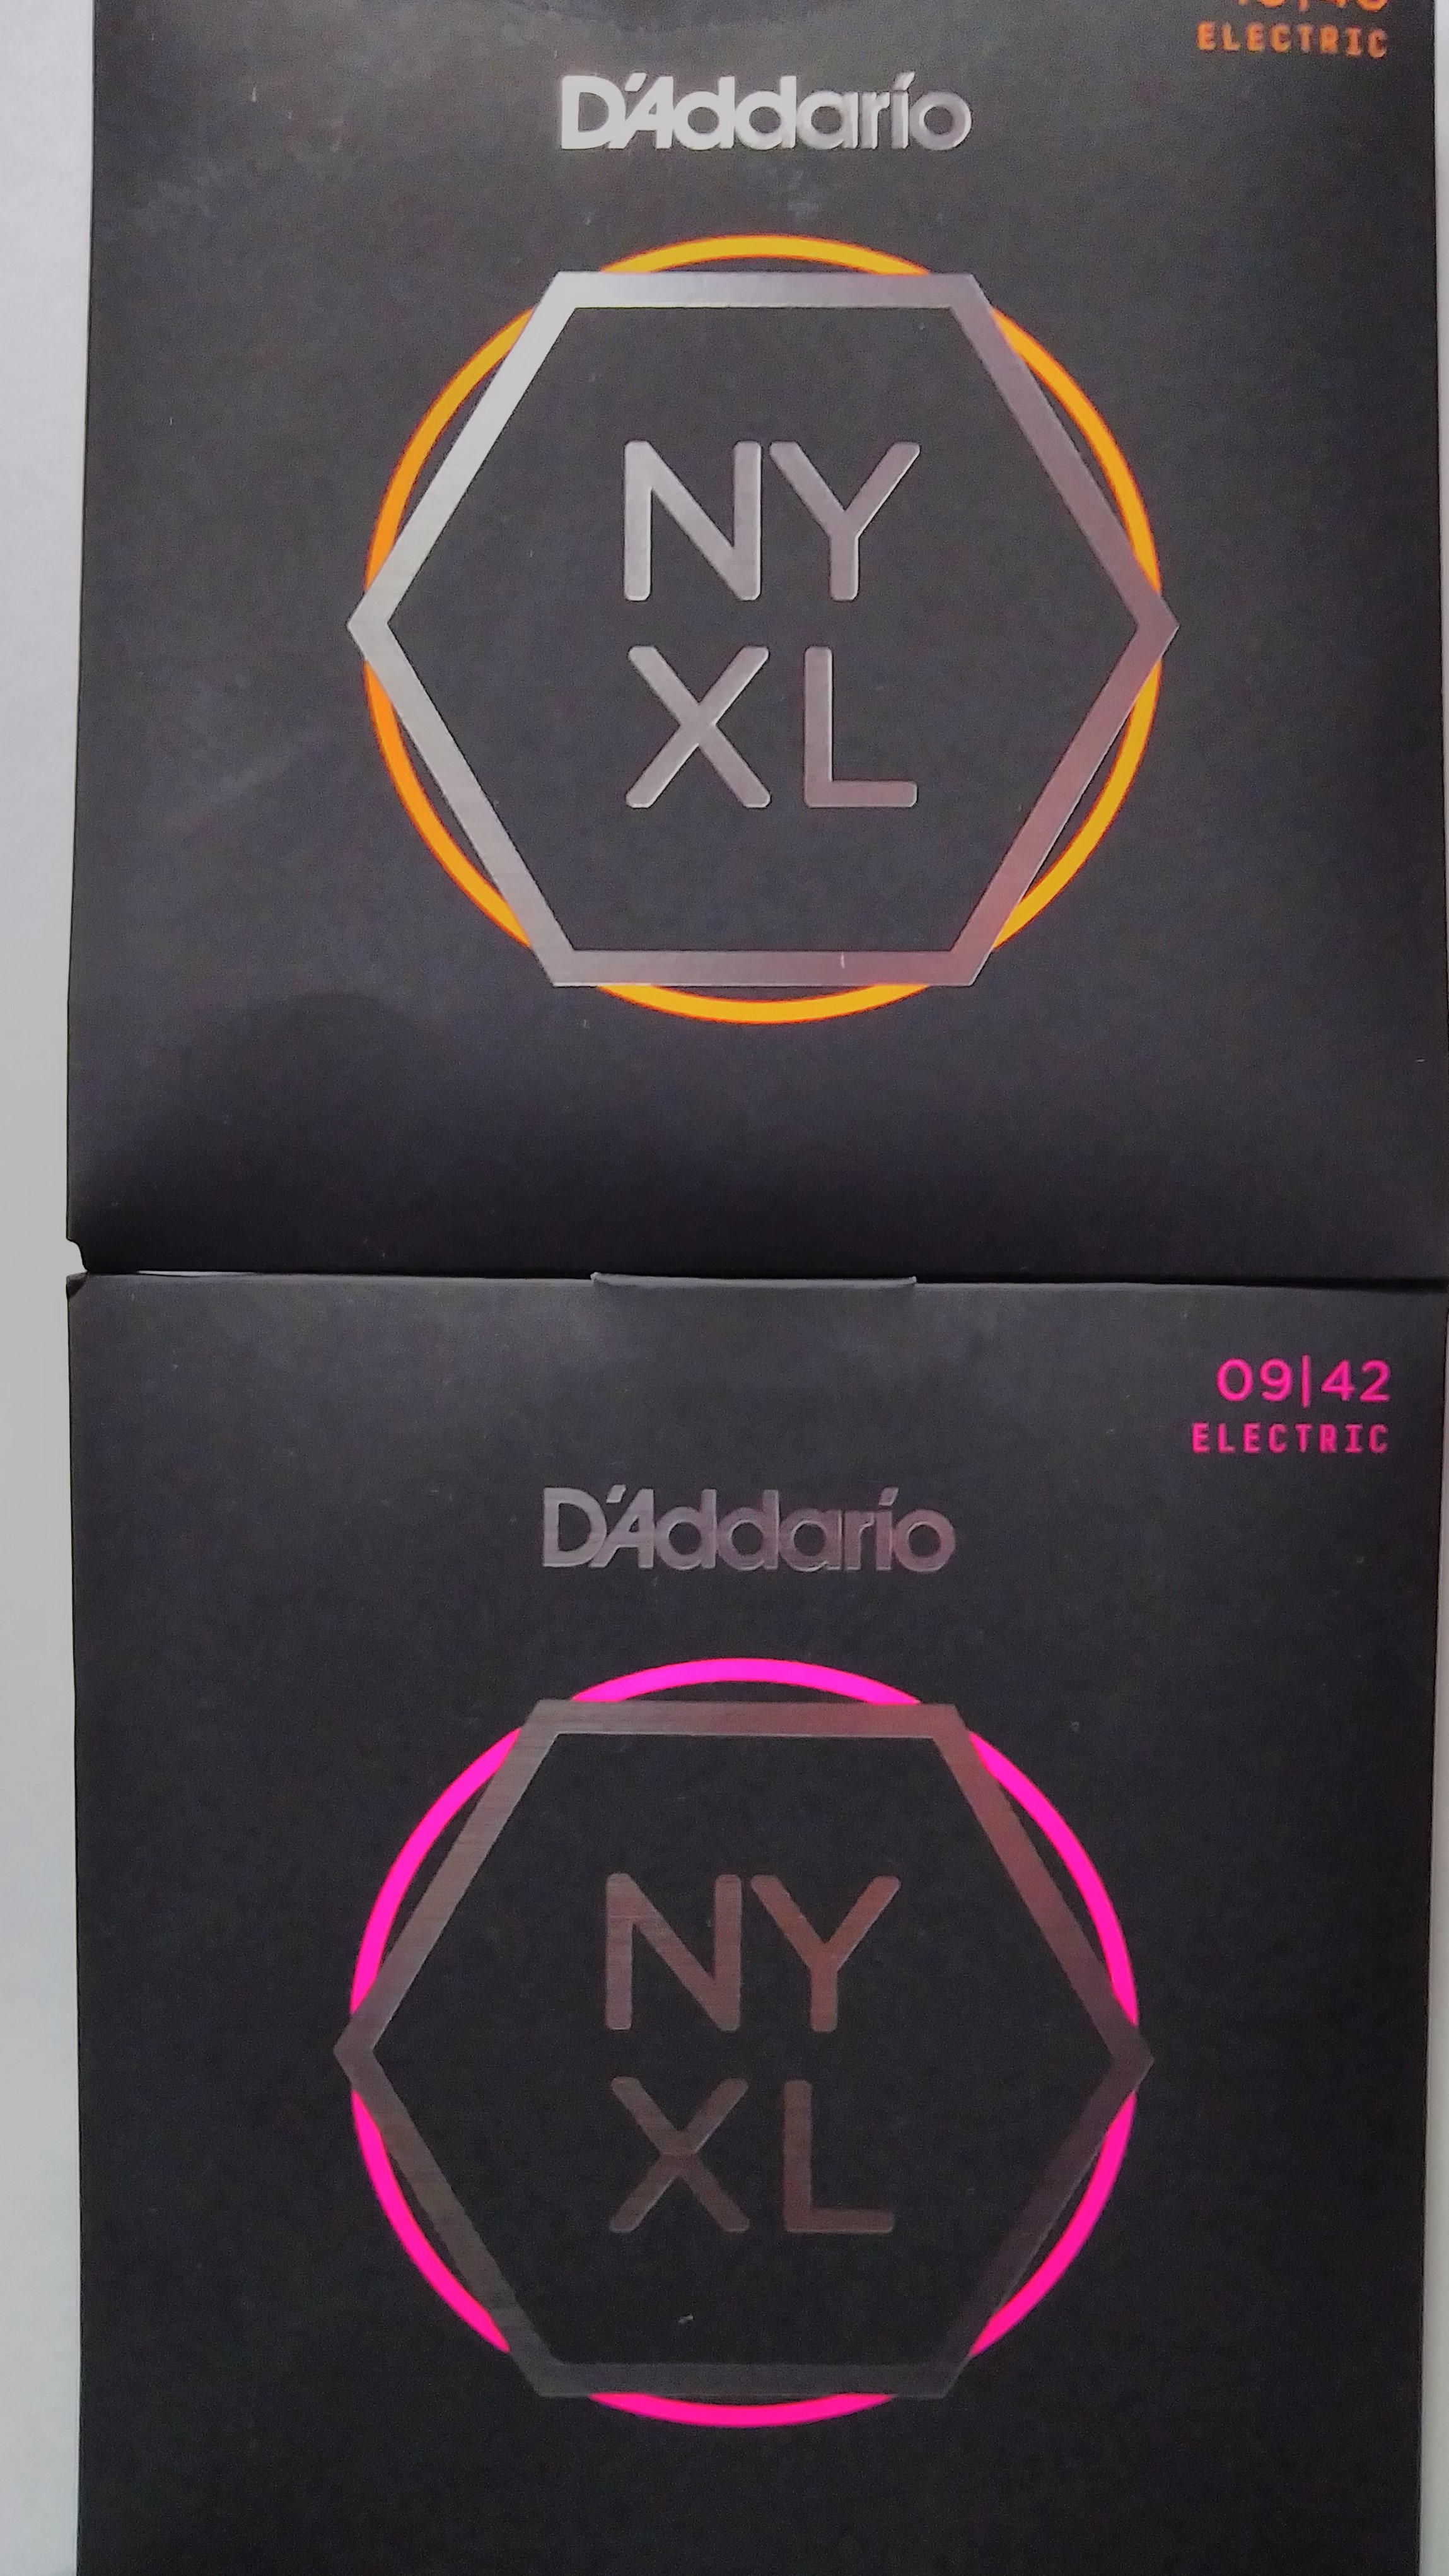 ELECTRIC
D'Addario
NY
XL
09|42
ELECTRIC
D'Addario
NY
XL